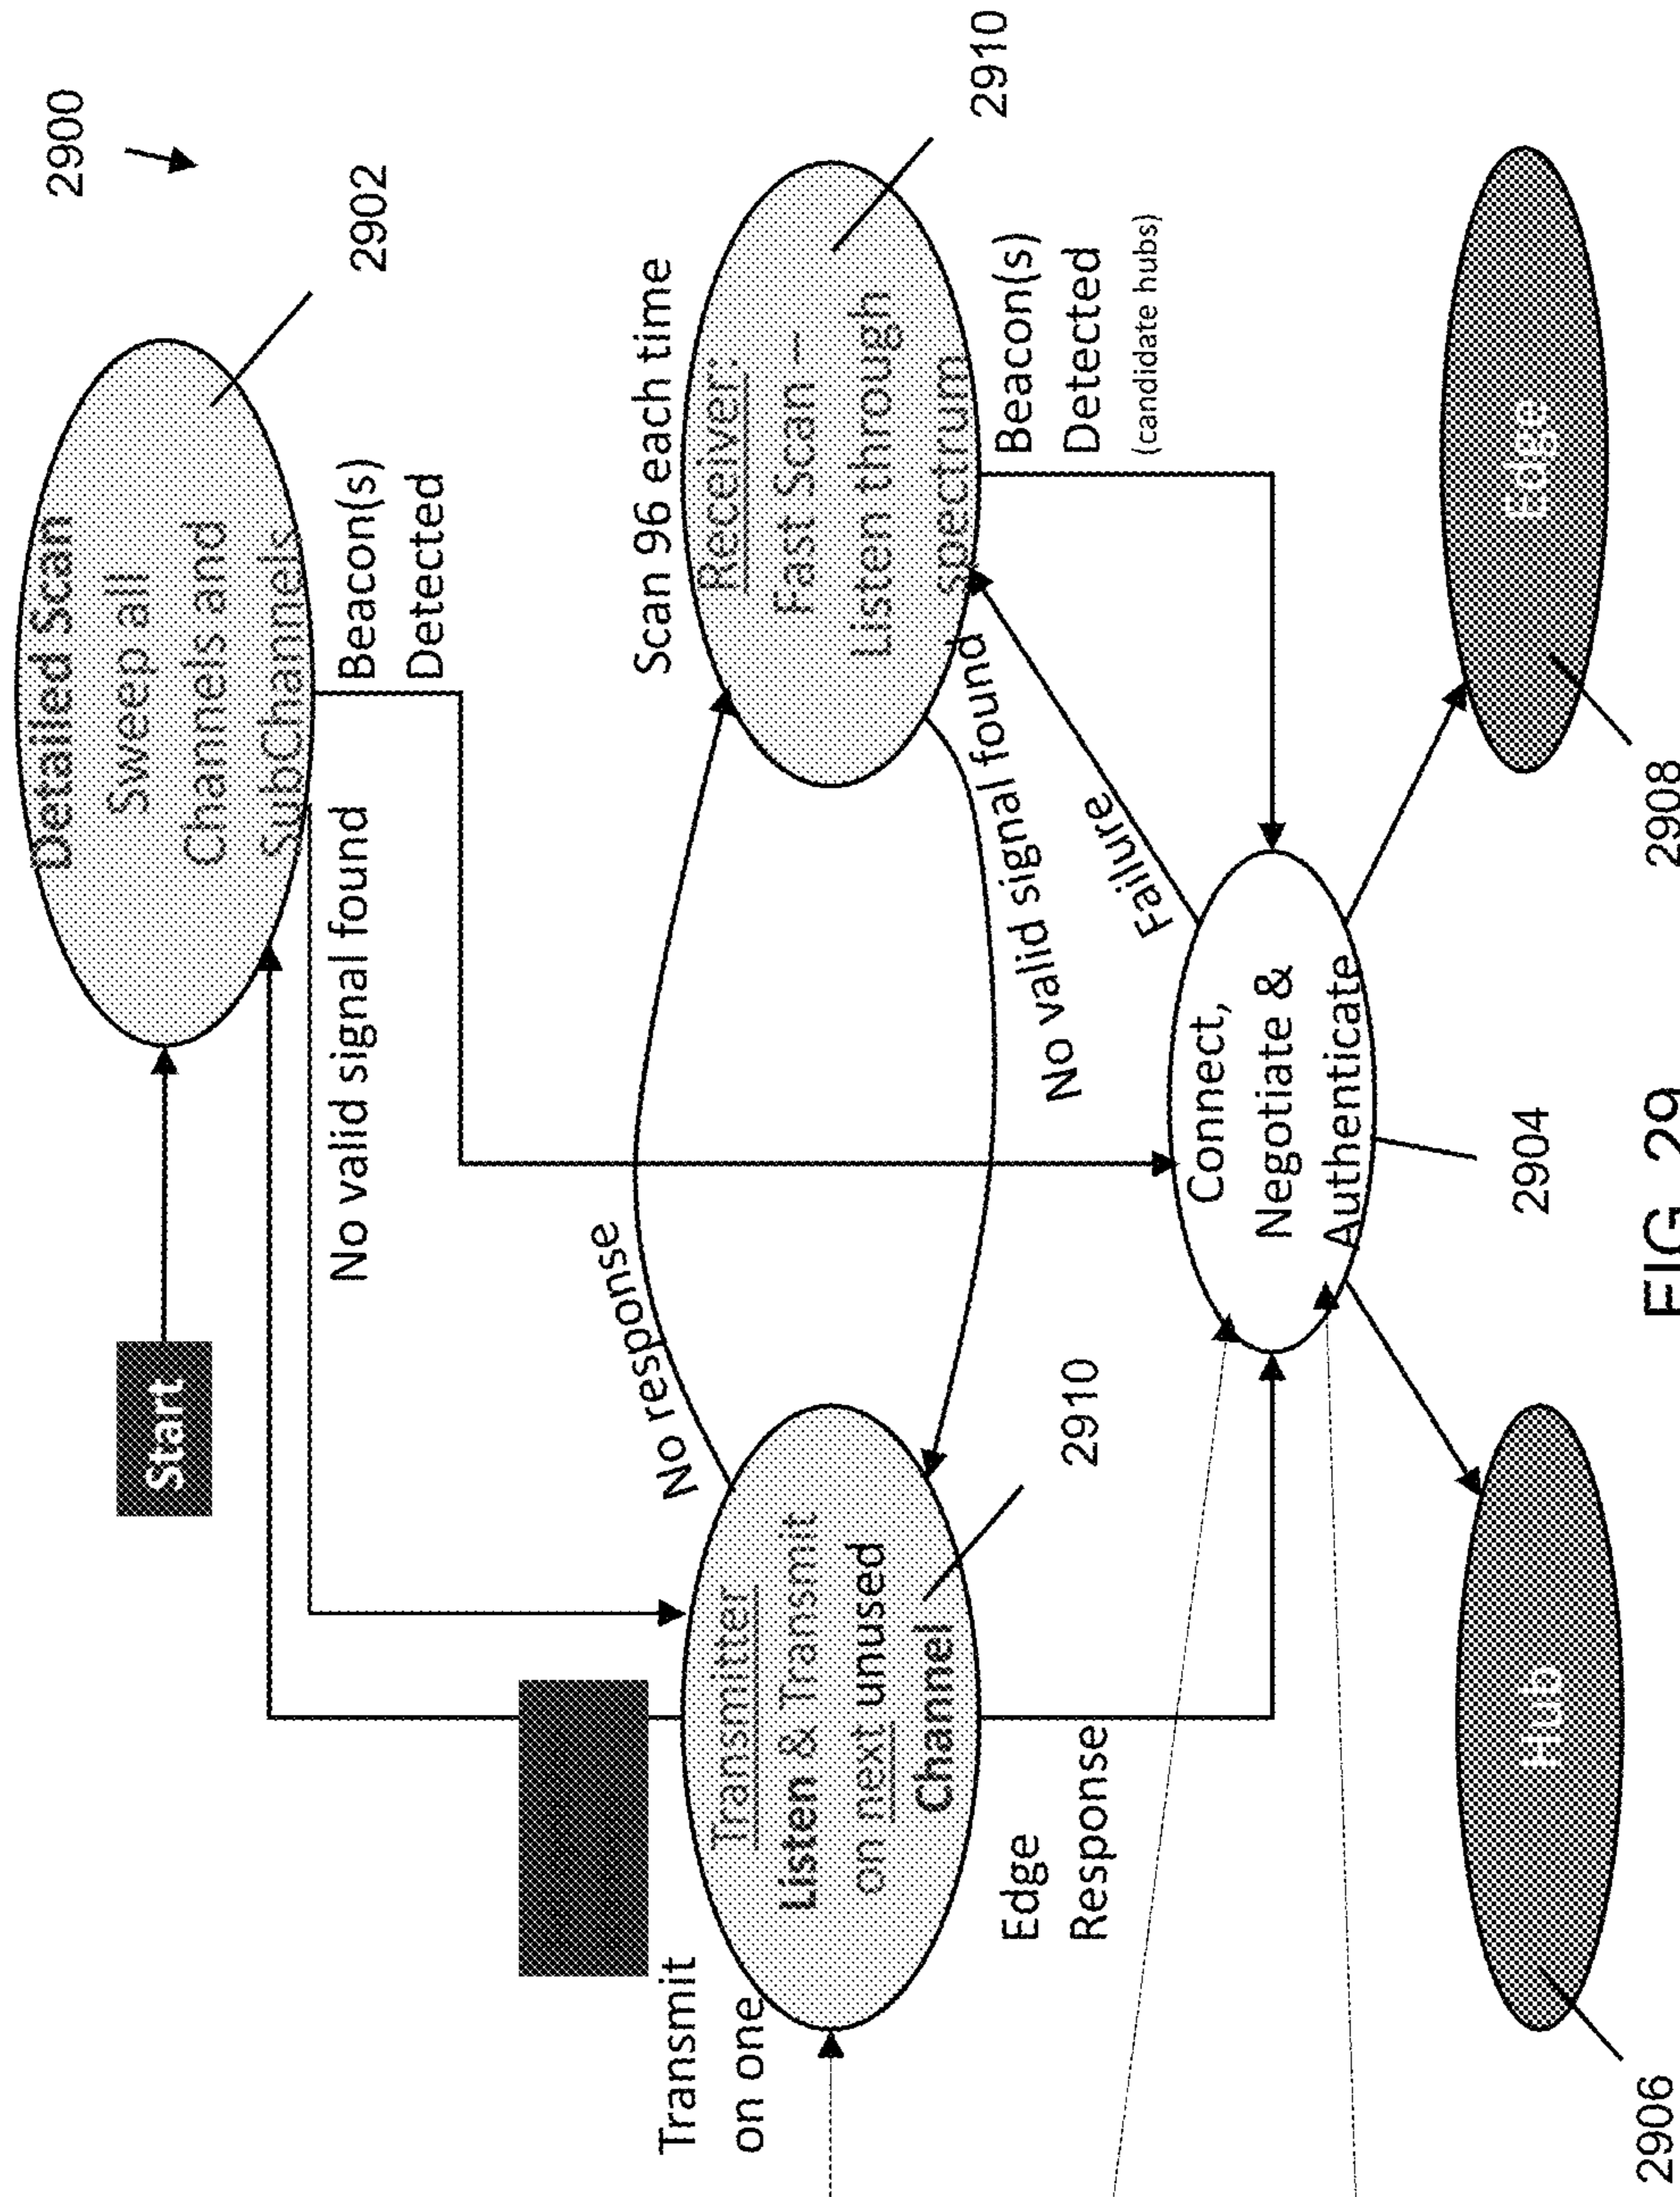 2900
Start
Detailed Scan
Sweep all
Channels and
SubChannels
2902
No valid signal found
Beacon(s)
Detected
Transmit
on one
Transmitter
Listen & Transmit
on next unused
Channel
2910
No response
Scan 96 each time
Receiver:
Fast Scan –
Listen through
spectrum
2910
No valid signal found
Failure
Edge
Response
Beacon(s)
Detected
(candidate hubs)
Connect,
Negotiate &
Authenticate
2904
Hub
2906
Edge
2908
FIG. 29